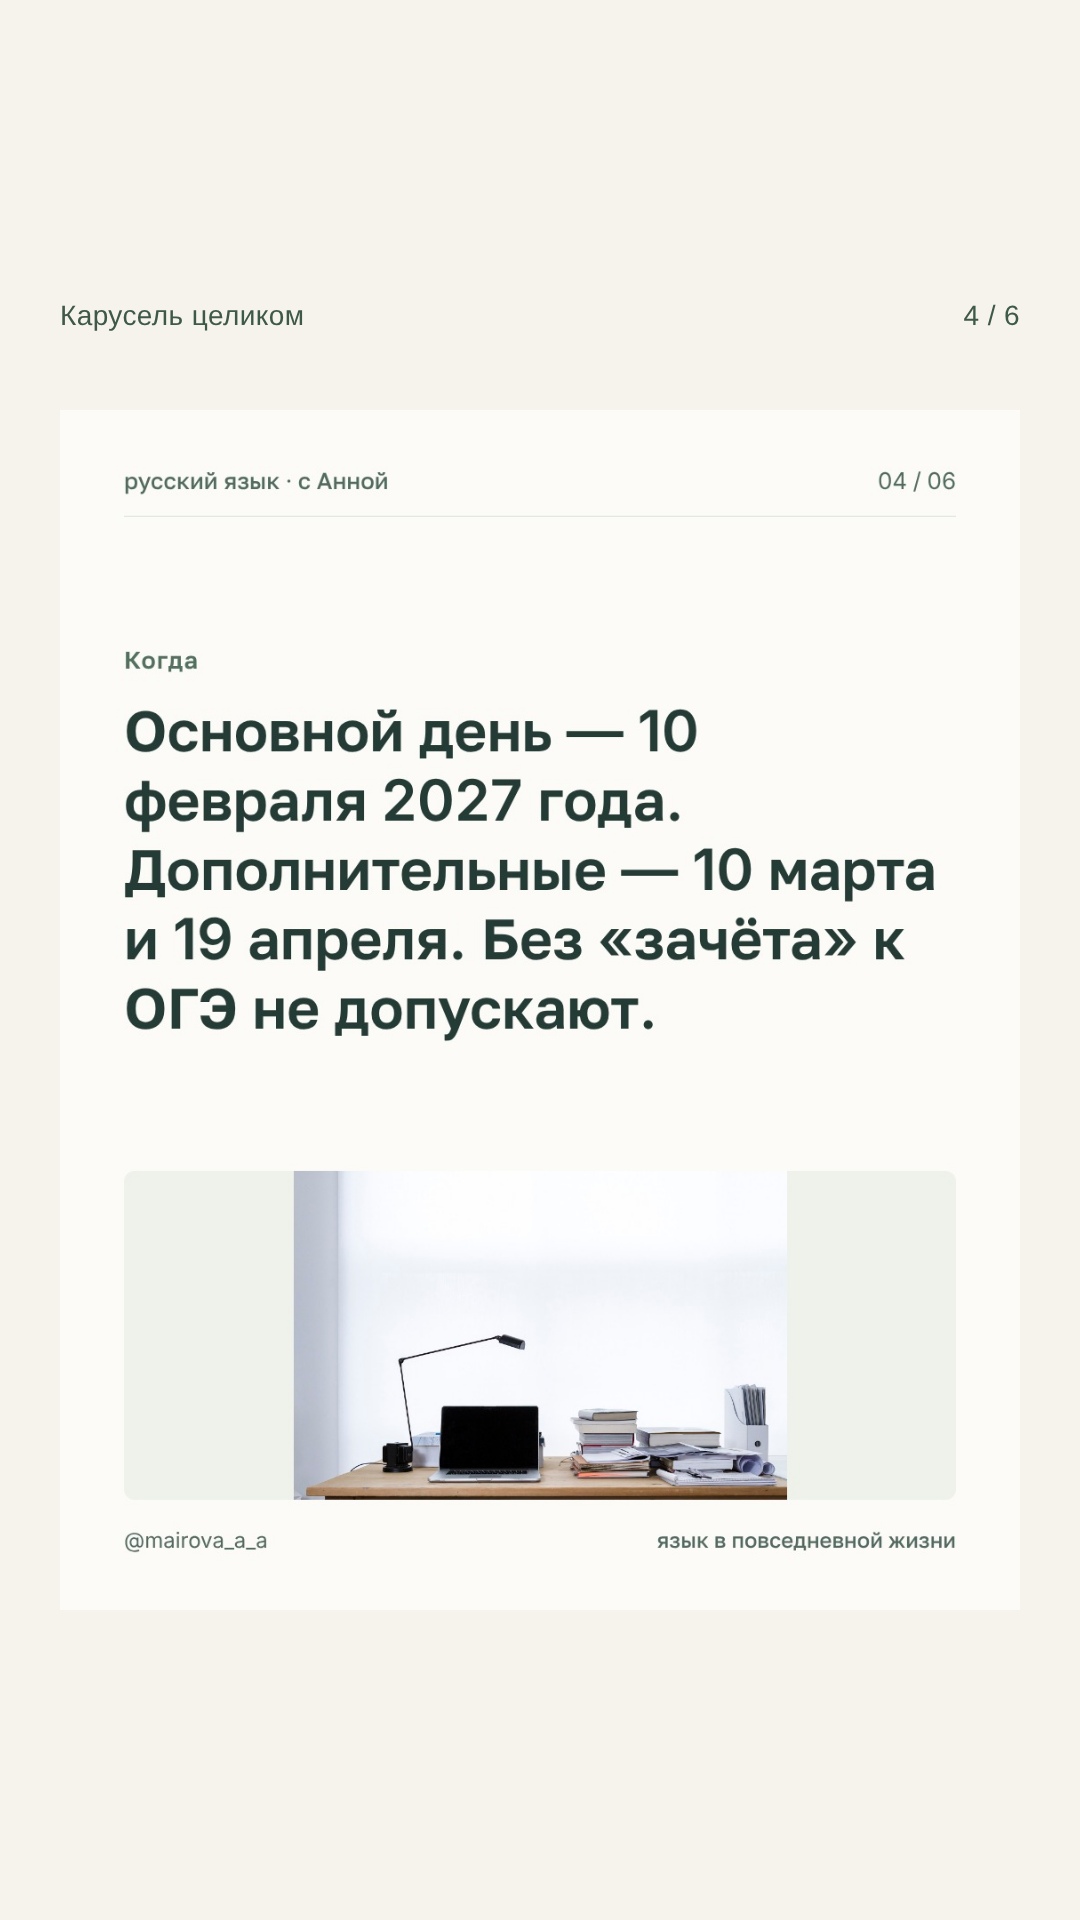 Карусель целиком
4 / 6
русский язык · с Анной
04 / 06
Когда
Основной день — 10
февраля 2027 года.
Дополнительные — 10 марта
и 19 апреля. Без «зачёта» к
ОГЭ не допускают.
@mairova_a_a
язык в повседневной жизни